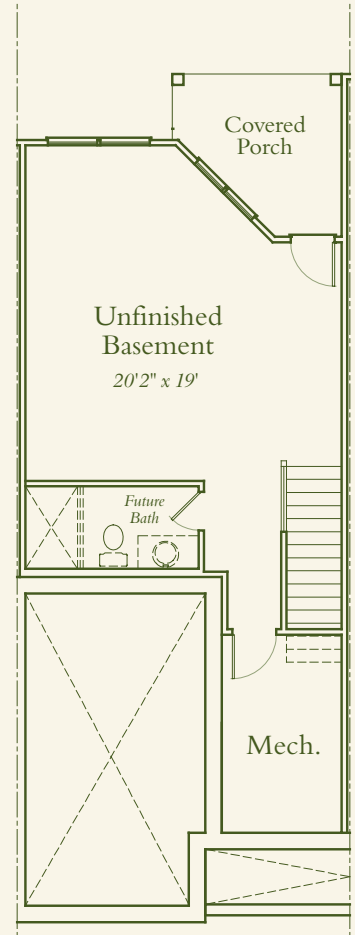 Covered
Porch
Unfinished
Basement
20'2" x 19'
Future
Bath
Mech.